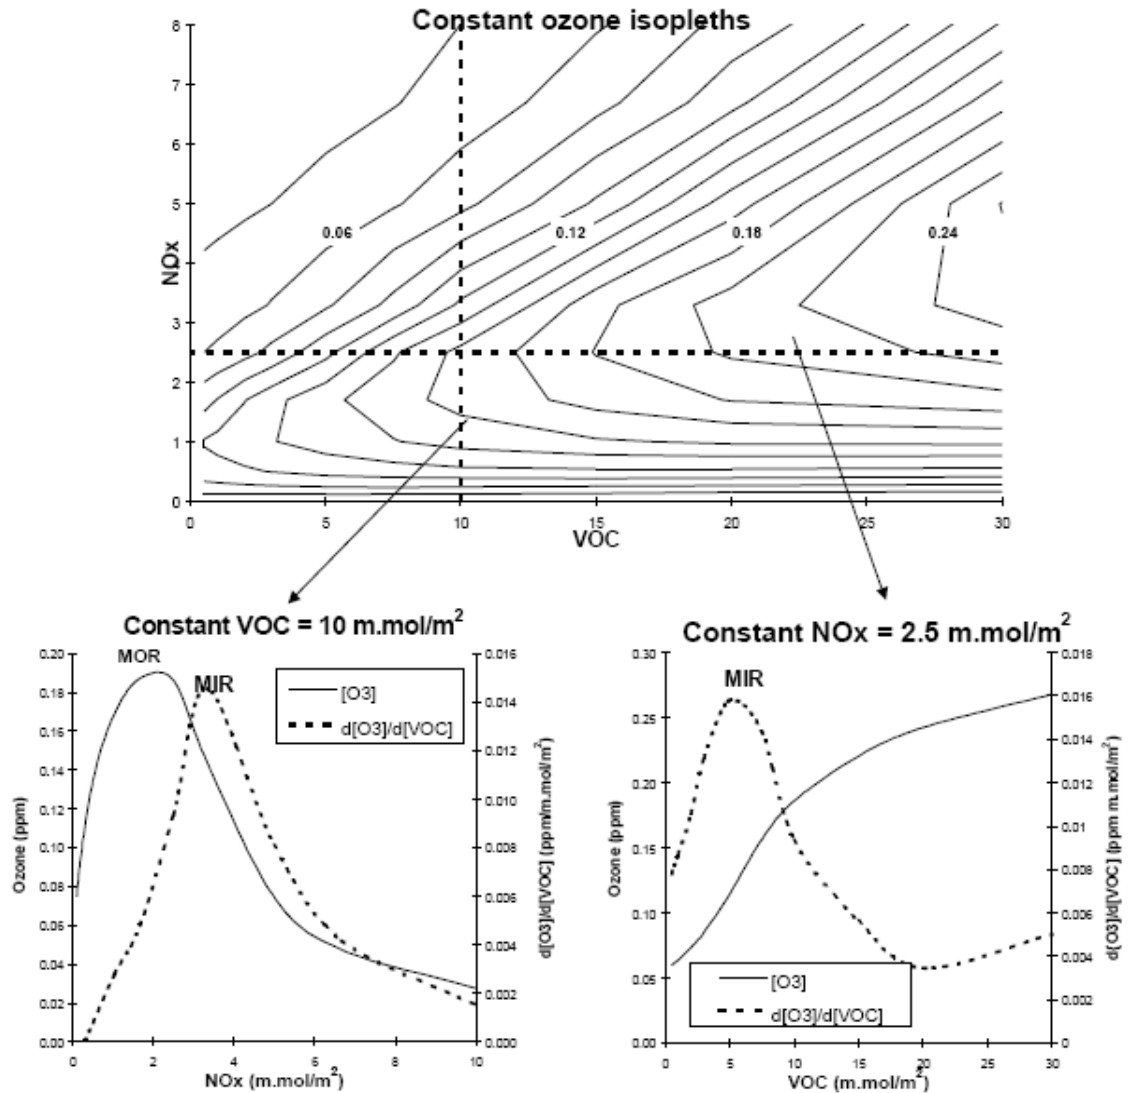 Constant ozone isopleths
8
7
6
5
4
3
2
1
0
NOx
0.06
0.12
0.18
0.24
0 5 10 15 20 25 30
VOC
Constant VOC = 10 m.mol/m2
MOR
MIR
[O3]
d[O3]/d[VOC]
Ozone (ppm)
0.20
0.18
0.16
0.14
0.12
0.10
0.08
0.06
0.04
0.02
0.00
0.016
0.014
0.012
0.010
0.008
0.006
0.004
0.002
0.000
d[O3]/d[VOC] (ppm/m.mol/m2)
0 2 4 6 8 10
NOx (m.mol/m2)
Constant NOx = 2.5 m.mol/m2
MIR
[O3]
d[O3]/d[VOC]
Ozone (ppm)
0.30
0.25
0.20
0.15
0.10
0.05
0.00
0.018
0.016
0.014
0.012
0.01
0.008
0.006
0.004
0.002
0
d[O3]/d[VOC] (ppm m.mol/m2)
0 5 10 15 20 25 30
VOC (m.mol/m2)